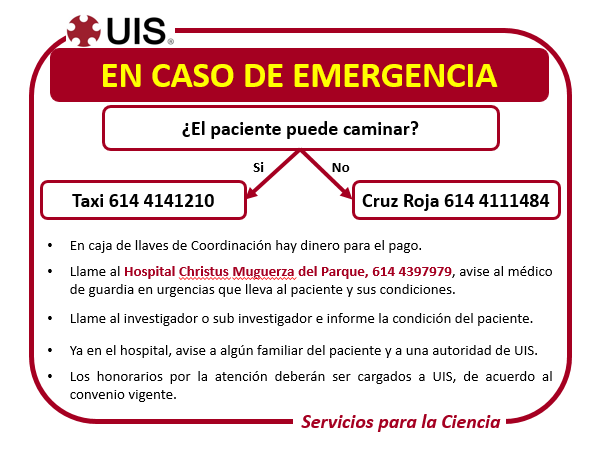 UIS®
EN CASO DE EMERGENCIA
¿El paciente puede caminar?
Si
No
Taxi 614 4141210
Cruz Roja 614 4111484
• En caja de llaves de Coordinación hay dinero para el pago.
• Llame al Hospital Christus Muguerza del Parque, 614 4397979, avise al médico
de guardia en urgencias que lleva al paciente y sus condiciones.
• Llame al investigador o sub investigador e informe la condición del paciente.
• Ya en el hospital, avise a algún familiar del paciente y a una autoridad de UIS.
• Los honorarios por la atención deberán ser cargados a UIS, de acuerdo al
convenio vigente.
Servicios para la Ciencia